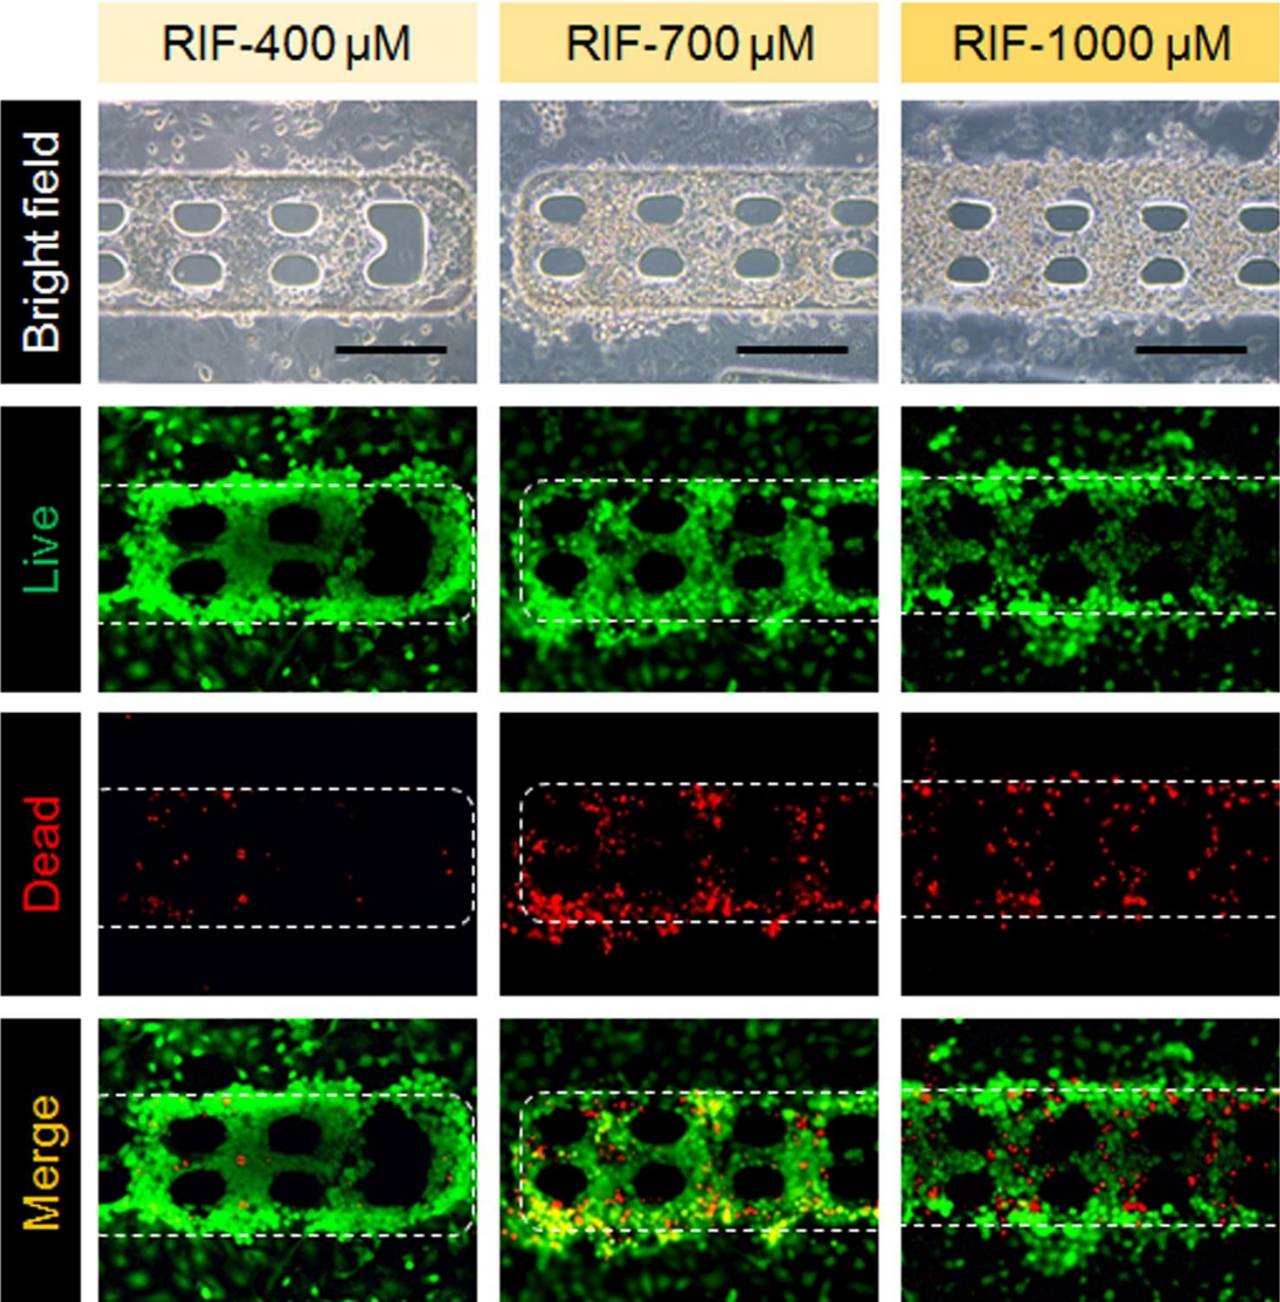 RIF-400 µM
RIF-700 µM
RIF-1000 µM
Bright field
Live
Dead
Merge